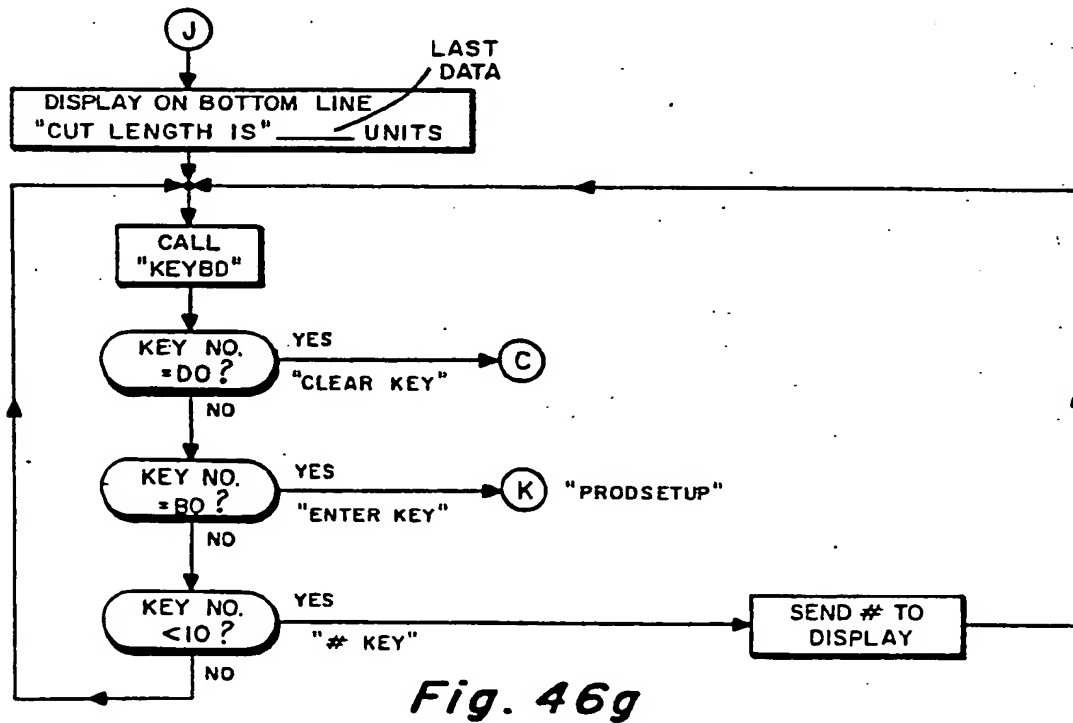 J
LAST
DATA
DISPLAY ON BOTTOM LINE
"CUT LENGTH IS" ______ UNITS
CALL
"KEYBD"
KEY NO.
=DO?
YES
"CLEAR KEY"
C
NO
KEY NO.
=BO?
YES
"ENTER KEY"
K
"PRODSETUP"
NO
KEY NO.
<10?
YES
"# KEY"
SEND # TO
DISPLAY
NO
Fig. 46g